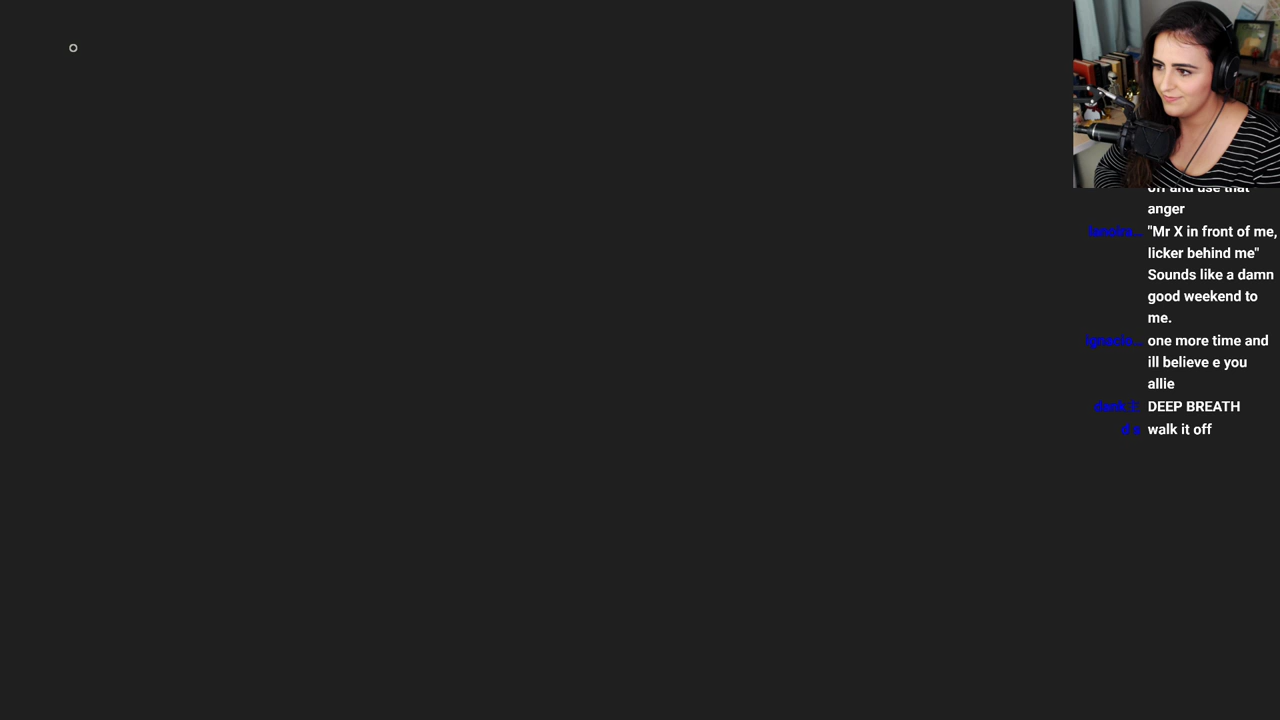 anger
"Mr X in front of me,
licker behind me"
Sounds like a damn
good weekend to
me.
one more time and
ill believe e you
allie
DEEP BREATH
d s walk it off